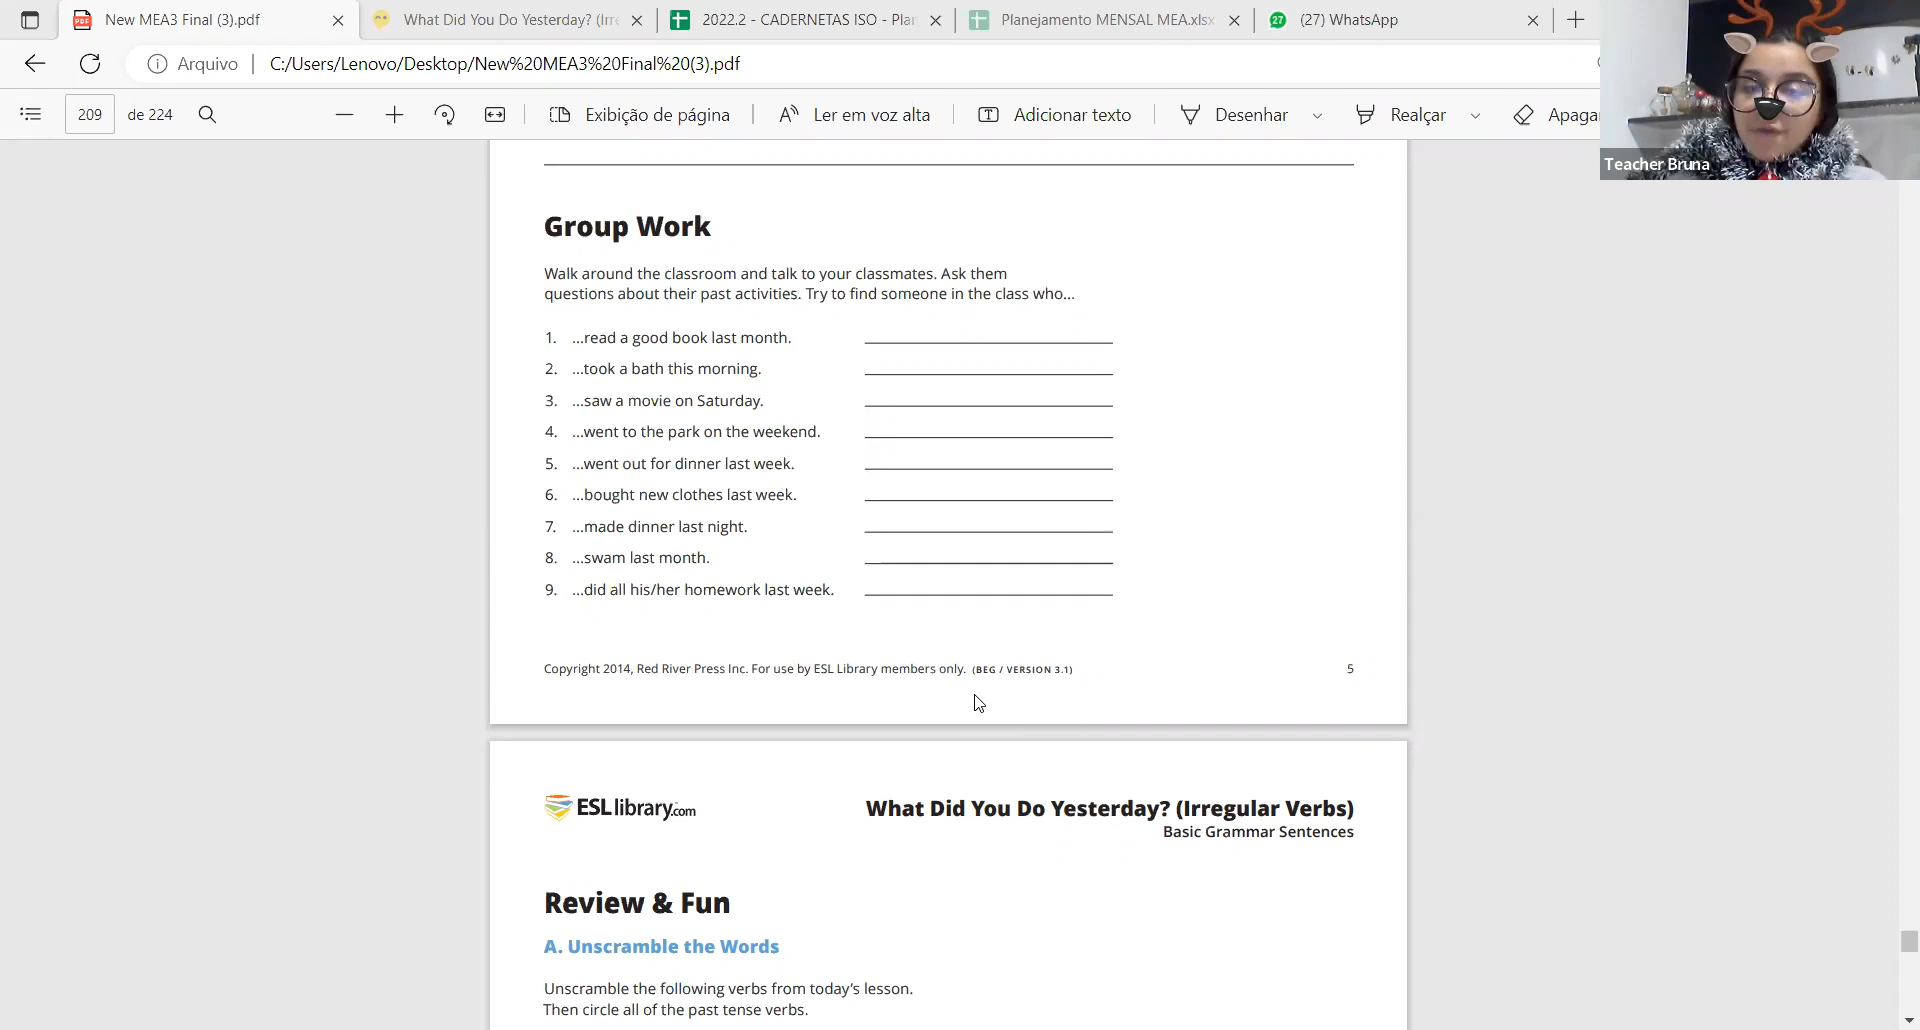 New MEA3 Final (3).pdf
What Did You Do Yesterday? (Irre
2022.2 - CADERNETAS ISO - Plan
Planejamento MENSAL MEA.xlsx
27
(27) WhatsApp
Arquivo
C:/Users/Lenovo/Desktop/New%20MEA3%20Final%20(3).pdf
209
de 224
Exibição de página
Ler em voz alta
Adicionar texto
Desenhar
Realçar
Apaga
Teacher Bruna
Group Work
Walk around the classroom and talk to your classmates. Ask them
questions about their past activities. Try to find someone in the class who...
1. ...read a good book last month.
2. ...took a bath this morning.
3. ...saw a movie on Saturday.
4. ...went to the park on the weekend.
5. ...went out for dinner last week.
6. ...bought new clothes last week.
7. ...made dinner last night.
8. ...swam last month.
9. ...did all his/her homework last week.
Copyright 2014, Red River Press Inc. For use by ESL Library members only. (BEG / VERSION 3.1)
5
ESLlibrary.com
What Did You Do Yesterday? (Irregular Verbs)
Basic Grammar Sentences
Review & Fun
A. Unscramble the Words
Unscramble the following verbs from today's lesson.
Then circle all of the past tense verbs.